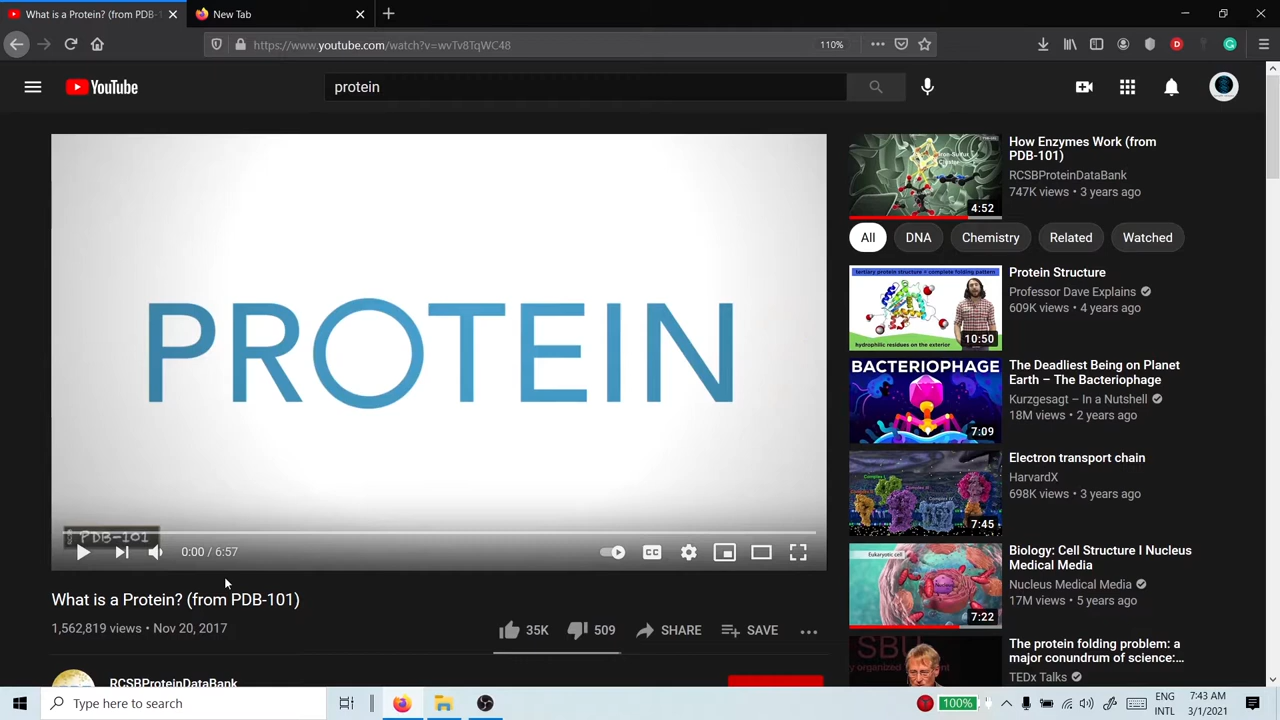 What is a Protein? (from PDB-1
New Tab
https://www.youtube.com/watch?v=wvTv8TqWC48
110%
YouTube
protein
PROTEIN
PDB-101
0:00 / 6:57
CC
What is a Protein? (from PDB-101)
1,562,819 views • Nov 20, 2017
35K
509
SHARE
SAVE
RCSBProteinDataBank
How Enzymes Work (from
PDB-101)
RCSBProteinDataBank
747K views • 3 years ago
4:52
All
DNA
Chemistry
Related
Watched
tertiary protein structure = complete folding pattern
hydrophilic residues on the exterior
10:50
Protein Structure
Professor Dave Explains
609K views • 4 years ago
BACTERIOPHAGE
7:09
The Deadliest Being on Planet
Earth – The Bacteriophage
Kurzgesagt – In a Nutshell
18M views • 2 years ago
7:45
Electron transport chain
HarvardX
698K views • 3 years ago
Eukaryotic cell
Nucleus
7:22
Biology: Cell Structure I Nucleus
Medical Media
Nucleus Medical Media
17M views • 5 years ago
SBU
The protein folding problem: a
major conundrum of science:...
TEDx Talks
Type here to search
100%
ENG
INTL
7:43 AM
3/1/2021